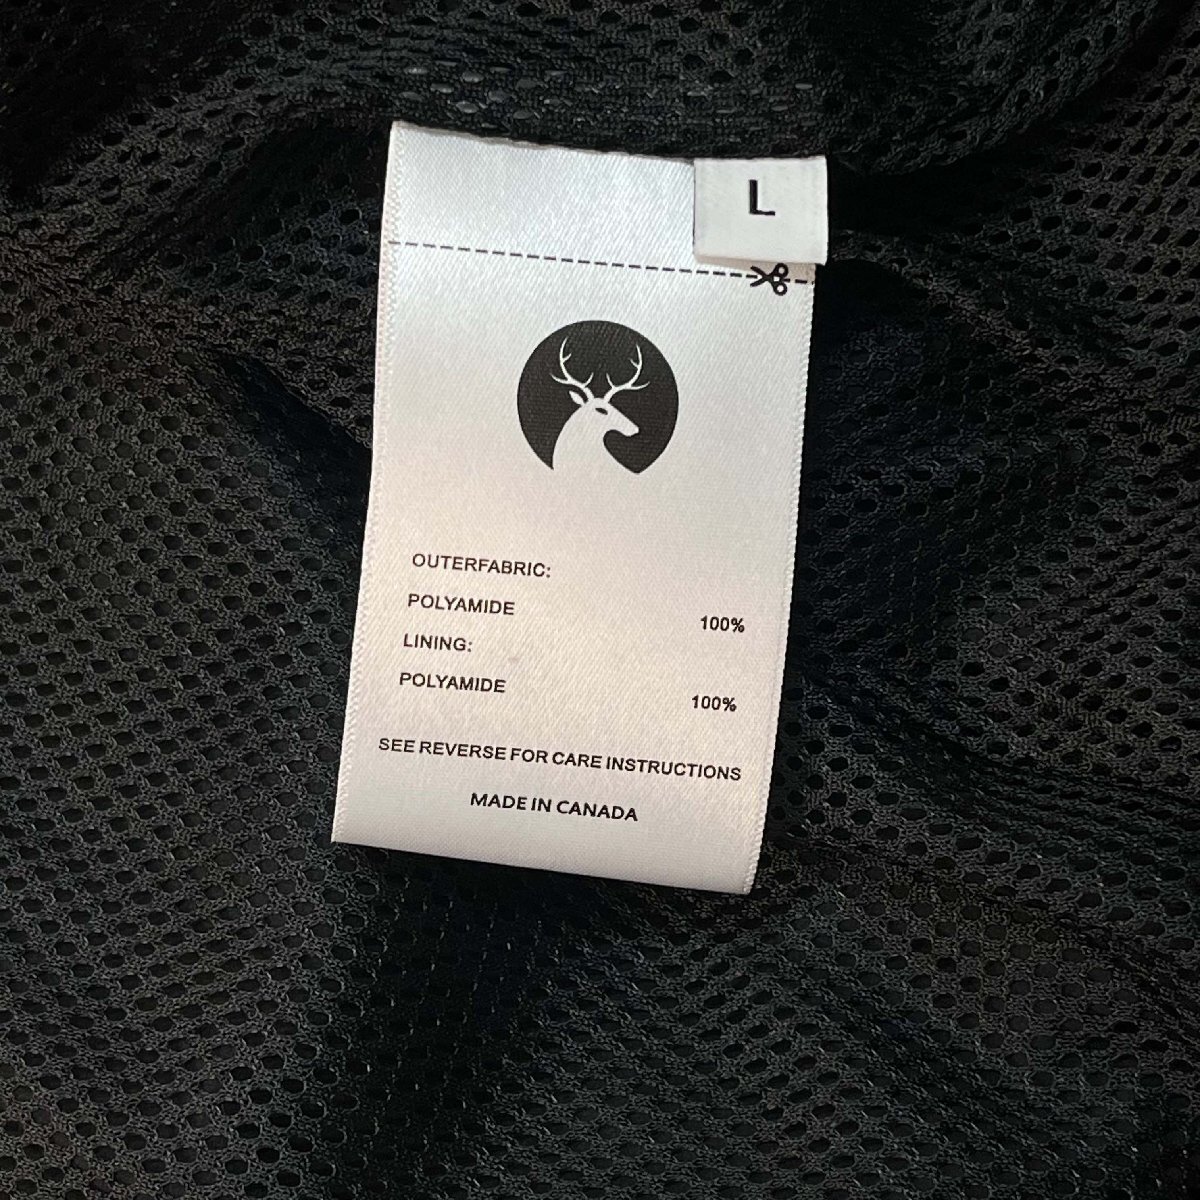 L
OUTERFABRIC:
POLYAMIDE 100%
LINING:
POLYAMIDE 100%
SEE REVERSE FOR CARE INSTRUCTIONS
MADE IN CANADA